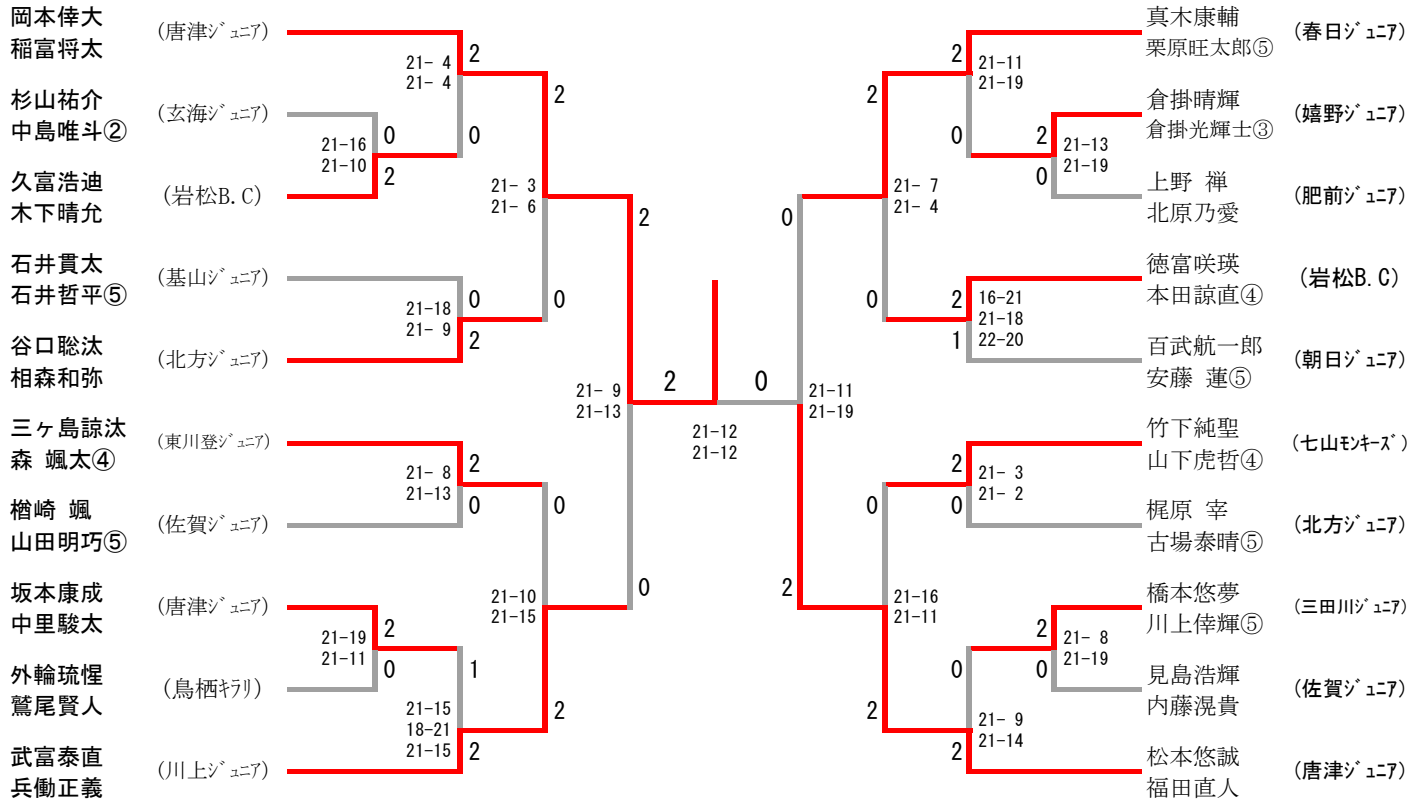 岡本倖大
稲富将太
(唐津ジュニア)
杉山祐介
中島唯斗②
(玄海ジュニア)
久富浩迪
木下晴允
(岩松B.C)
石井貫太
石井哲平⑤
(基山ジュニア)
谷口聡汰
相森和弥
(北方ジュニア)
三ヶ島諒汰
森 颯太④
(東川登ジュニア)
楢崎 颯
山田明巧⑤
(佐賀ジュニア)
坂本康成
中里駿太
(唐津ジュニア)
外輪琉惺
鷲尾賢人
(鳥栖キラリ)
武富泰直
兵働正義
(川上ジュニア)
21- 4
21- 4
2
0
21-16
21-10
0
2
21-18
21- 9
0
2
21- 3
21- 6
2
0
21- 8
21-13
2
0
21-19
21-11
2
0
21-15
18-21
21-15
1
2
21-10
21-15
0
2
21- 9
21-13
2
0
2
0
21-12
21-12
21-11
21-19
0
2
21- 7
21- 4
2
0
21-11
21-19
2
0
21-13
21-19
2
0
16-21
21-18
22-20
2
1
21- 3
21- 2
2
0
21-16
21-11
0
2
21- 8
21-19
2
0
21- 9
21-14
0
2
真木康輔
栗原旺太郎⑤
(春日ジュニア)
倉掛晴輝
倉掛光輝士③
(嬉野ジュニア)
上野 禅
北原乃愛
(肥前ジュニア)
徳富咲瑛
本田諒直④
(岩松B.C)
百武航一郎
安藤 蓮⑤
(朝日ジュニア)
竹下純聖
山下虎哲④
(七山モンキーズ)
梶原 宰
古場泰晴⑤
(北方ジュニア)
橋本悠夢
川上倖輝⑤
(三田川ジュニア)
見島浩輝
内藤滉貴
(佐賀ジュニア)
松本悠誠
福田直人
(唐津ジュニア)